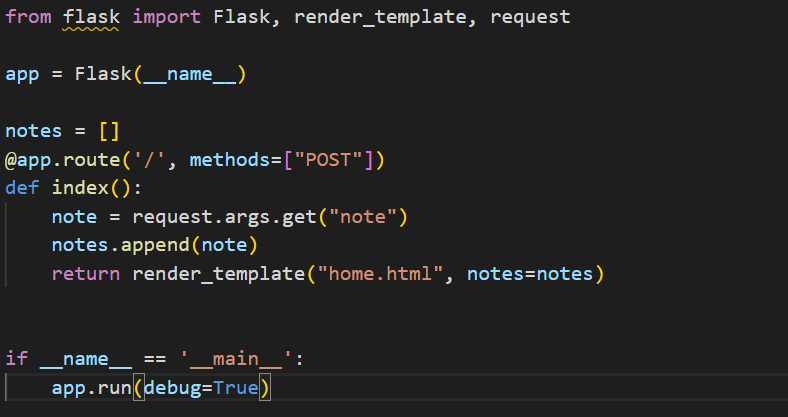 from flask import Flask, render_template, request
app = Flask(__name__)
notes = []
@app.route('/', methods=["POST"])
def index():
    note = request.args.get("note")
    notes.append(note)
    return render_template("home.html", notes=notes)
if __name__ == '__main__':
    app.run(debug=True)